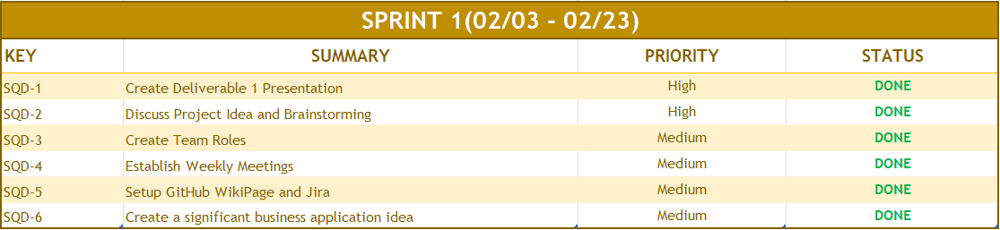 SPRINT 1(02/03 - 02/23)
KEY SUMMARY PRIORITY STATUS
SQD-1 Create Deliverable 1 Presentation High DONE
SQD-2 Discuss Project Idea and Brainstorming High DONE
SQD-3 Create Team Roles Medium DONE
SQD-4 Establish Weekly Meetings Medium DONE
SQD-5 Setup GitHub WikiPage and Jira Medium DONE
SQD-6 Create a significant business application idea Medium DONE